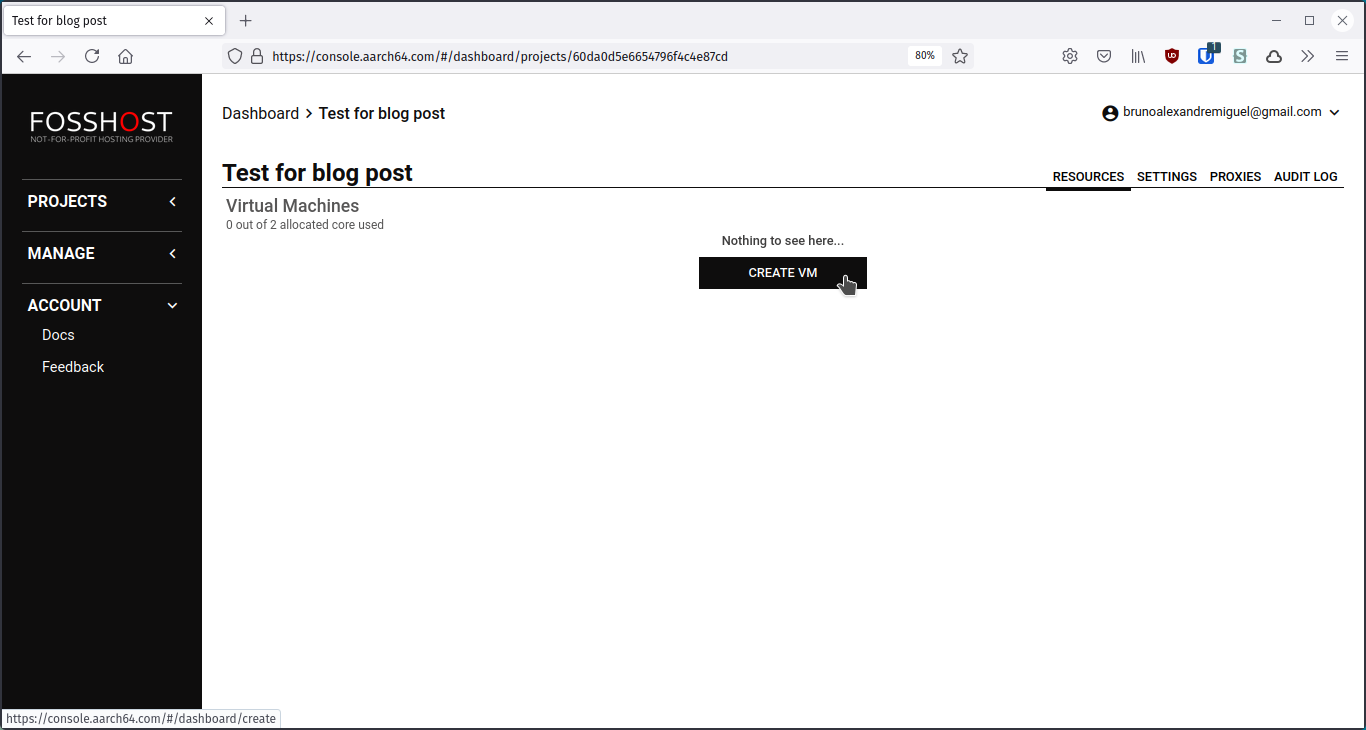 Test for blog post
https://console.aarch64.com/#/dashboard/projects/60da0d5e6654796f4c4e87cd
80%
1
FOSSHOST
NOT-FOR-PROFIT HOSTING PROVIDER
PROJECTS
MANAGE
ACCOUNT
Docs
Feedback
Dashboard > Test for blog post
brunoalexandremiguel@gmail.com
Test for blog post
RESOURCES SETTINGS PROXIES AUDIT LOG
Virtual Machines
0 out of 2 allocated core used
Nothing to see here...
CREATE VM
https://console.aarch64.com/#/dashboard/create